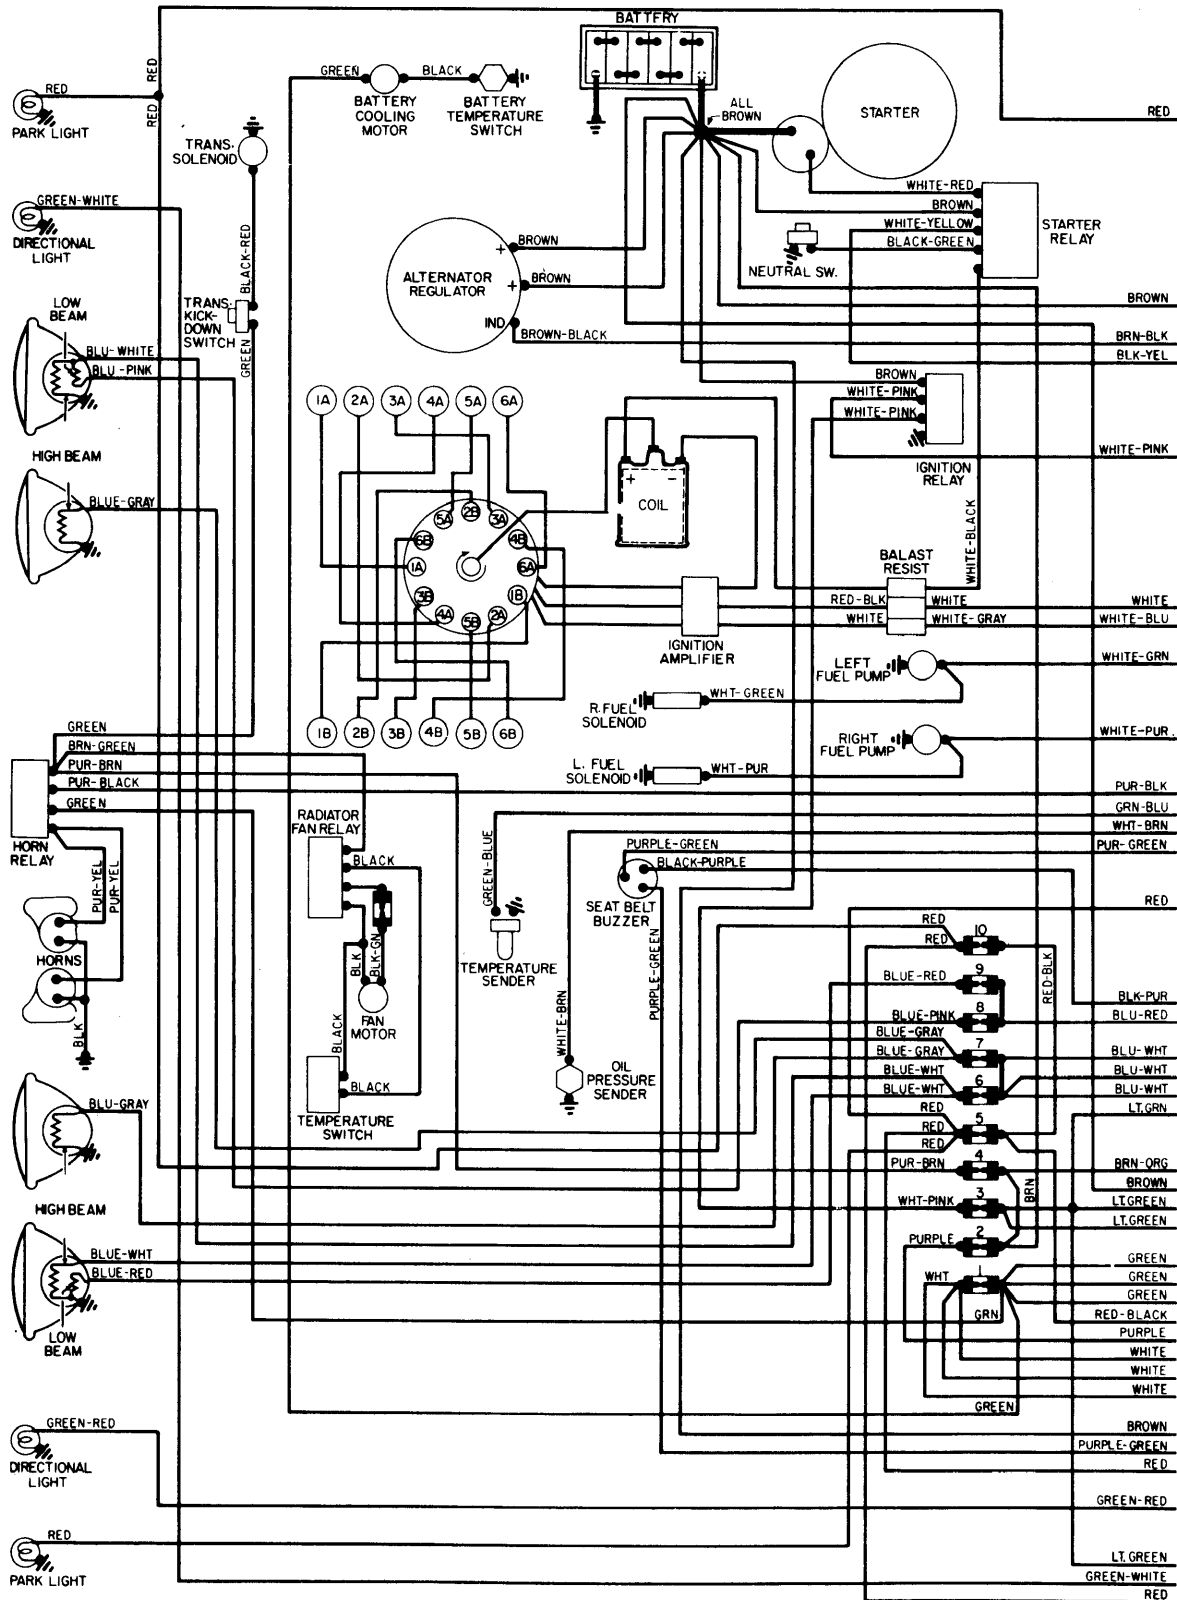 BATTERY
RED
RED
RED
PARK LIGHT
GREEN
BLACK
BATTERY
COOLING
MOTOR
BATTERY
TEMPERATURE
SWITCH
ALL
BROWN
STARTER
RED
TRANS.
SOLENOID
GREEN-WHITE
DIRECTIONAL
LIGHT
BLACK-RED
WHITE-RED
BROWN
WHITE-YELLOW
BLACK-GREEN
STARTER
RELAY
NEUTRAL SW.
ALTERNATOR
REGULATOR
+
BROWN
+
BROWN
IND
BROWN-BLACK
BROWN
BRN-BLK
BLK-YEL
LOW
BEAM
TRANS.
KICK-
DOWN
SWITCH
GREEN
BLU-WHITE
BLU-PINK
BROWN
WHITE-PINK
WHITE-PINK
IGNITION
RELAY
WHITE-PINK
1A
2A
3A
4A
5A
6A
HIGH BEAM
BLUE-GRAY
+
-
COIL
5A
2B
3A
6B
4B
1A
6A
3B
1B
4A
5B
2A
WHITE-BLACK
BALAST
RESIST
RED-BLK
WHITE
WHITE
WHITE
WHITE-GRAY
WHITE-BLU
IGNITION
AMPLIFIER
LEFT
FUEL PUMP
WHITE-GRN
R. FUEL
SOLENOID
WHT-GREEN
1B
2B
3B
4B
5B
6B
RIGHT
FUEL PUMP
WHITE-PUR.
L. FUEL
SOLENOID
WHT-PUR
GREEN
BRN-GREEN
PUR-BRN
PUR-BLACK
GREEN
HORN
RELAY
PUR-BLK
GRN-BLU
WHT-BRN
PUR-GREEN
RADIATOR
FAN RELAY
BLACK
PUR-YEL
PUR-YEL
GREEN-BLUE
PURPLE-GREEN
BLACK-PURPLE
SEAT BELT
BUZZER
RED
HORNS
BLK
BLK
BLK-GN
FAN
MOTOR
TEMPERATURE
SENDER
PURPLE-GREEN
RED
RED
10
RED-BLK
BLUE-RED
9
BLK-PUR
BLUE-PINK
8
BLU-RED
BLUE-GRAY
BLUE-GRAY
7
BLU-WHT
BLUE-WHT
BLU-WHT
BLUE-WHT
6
BLU-WHT
BLACK
BLACK
TEMPERATURE
SWITCH
WHITE-BRN
OIL
PRESSURE
SENDER
BLU-GRAY
RED
LT.GRN
RED
5
RED
PUR-BRN
4
BRN-ORG
BROWN
BRN
WHT-PINK
3
LT.GREEN
LT.GREEN
HIGH BEAM
PURPLE
2
BLUE-WHT
BLUE-RED
WHT
1
GREEN
GREEN
GREEN
GRN
RED-BLACK
PURPLE
WHITE
WHITE
WHITE
LOW
BEAM
GREEN
GREEN-RED
DIRECTIONAL
LIGHT
BROWN
PURPLE-GREEN
RED
GREEN-RED
RED
PARK LIGHT
LT. GREEN
GREEN-WHITE
RED